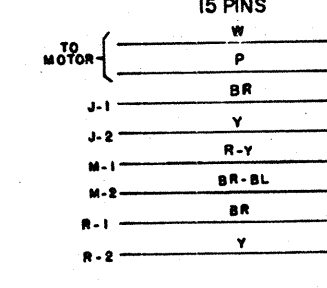 15 PINS
W
TO
MOTOR
P
BR
J-1
Y
J-2
R-Y
M-1
BR-BL
M-2
BR
R-1
Y
R-2